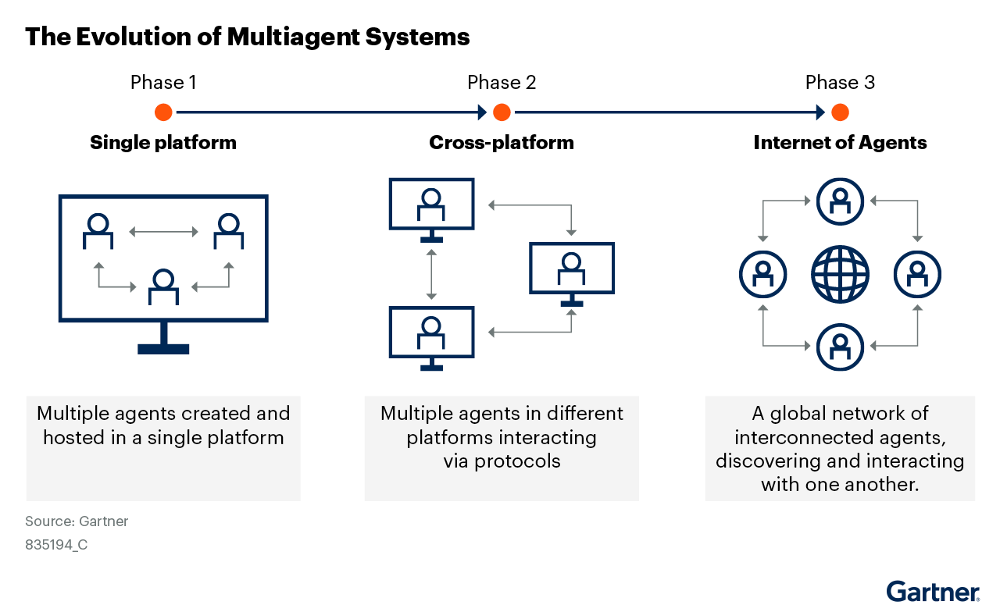 The Evolution of Multiagent Systems
Phase 1
Phase 2
Phase 3
Single platform
Cross-platform
Internet of Agents
Multiple agents created and
hosted in a single platform
Multiple agents in different
platforms interacting
via protocols
A global network of
interconnected agents,
discovering and interacting
with one another.
Source: Gartner
835194_C
Gartner®